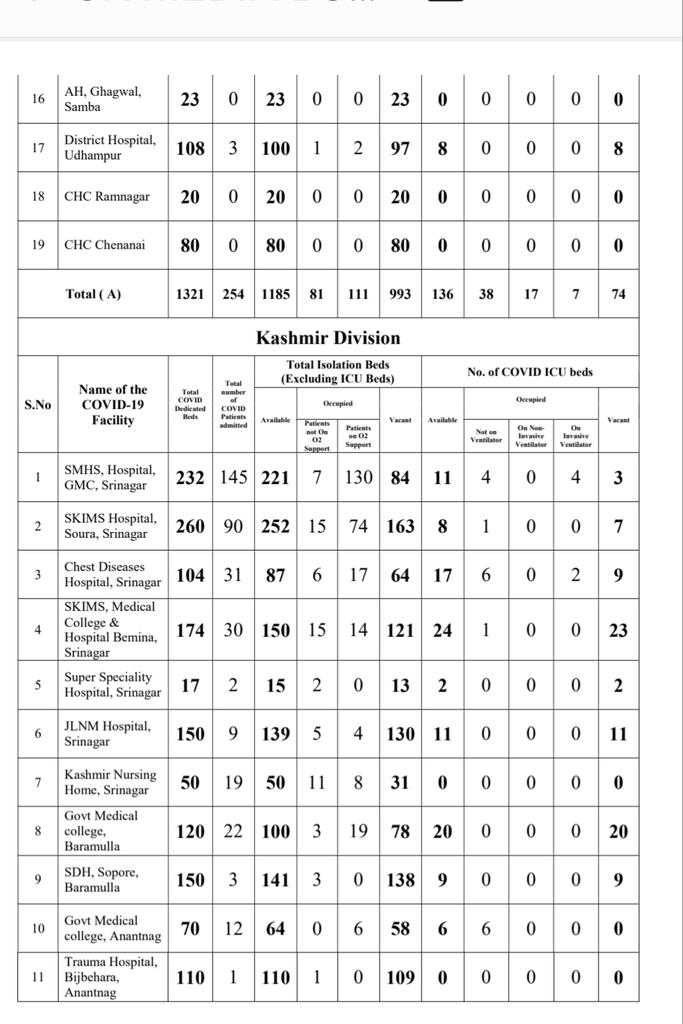 16 AH, Ghagwal, Samba 23 0 23 0 0 23 0 0 0 0 0
17 District Hospital, Udhampur 108 3 100 1 2 97 8 0 0 0 8
18 CHC Ramnagar 20 0 20 0 0 20 0 0 0 0 0
19 CHC Chenanai 80 0 80 0 0 80 0 0 0 0 0
Total ( A) 1321 254 1185 81 111 993 136 38 17 7 74
Kashmir Division
S.No
Name of the COVID-19 Facility
Total COVID Dedicated Beds
Total number of COVID Patients admitted
Total Isolation Beds (Excluding ICU Beds)
Available
Occupied
Patients not On O2 Support
Patients on O2 Support
Vacant
No. of COVID ICU beds
Available
Occupied
Not on Ventilator
On Non-Invasive Ventilator
On Invasive Ventilator
Vacant
1 SMHS, Hospital, GMC, Srinagar 232 145 221 7 130 84 11 4 0 4 3
2 SKIMS Hospital, Soura, Srinagar 260 90 252 15 74 163 8 1 0 0 7
3 Chest Diseases Hospital, Srinagar 104 31 87 6 17 64 17 6 0 2 9
4 SKIMS, Medical College & Hospital Bemina, Srinagar 174 30 150 15 14 121 24 1 0 0 23
5 Super Speciality Hospital, Srinagar 17 2 15 2 0 13 2 0 0 0 2
6 JLNM Hospital, Srinagar 150 9 139 5 4 130 11 0 0 0 11
7 Kashmir Nursing Home, Srinagar 50 19 50 11 8 31 0 0 0 0 0
8 Govt Medical college, Baramulla 120 22 100 3 19 78 20 0 0 0 20
9 SDH, Sopore, Baramulla 150 3 141 3 0 138 9 0 0 0 9
10 Govt Medical college, Anantnag 70 12 64 0 6 58 6 6 0 0 0
11 Trauma Hospital, Bijbehara, Anantnag 110 1 110 1 0 109 0 0 0 0 0